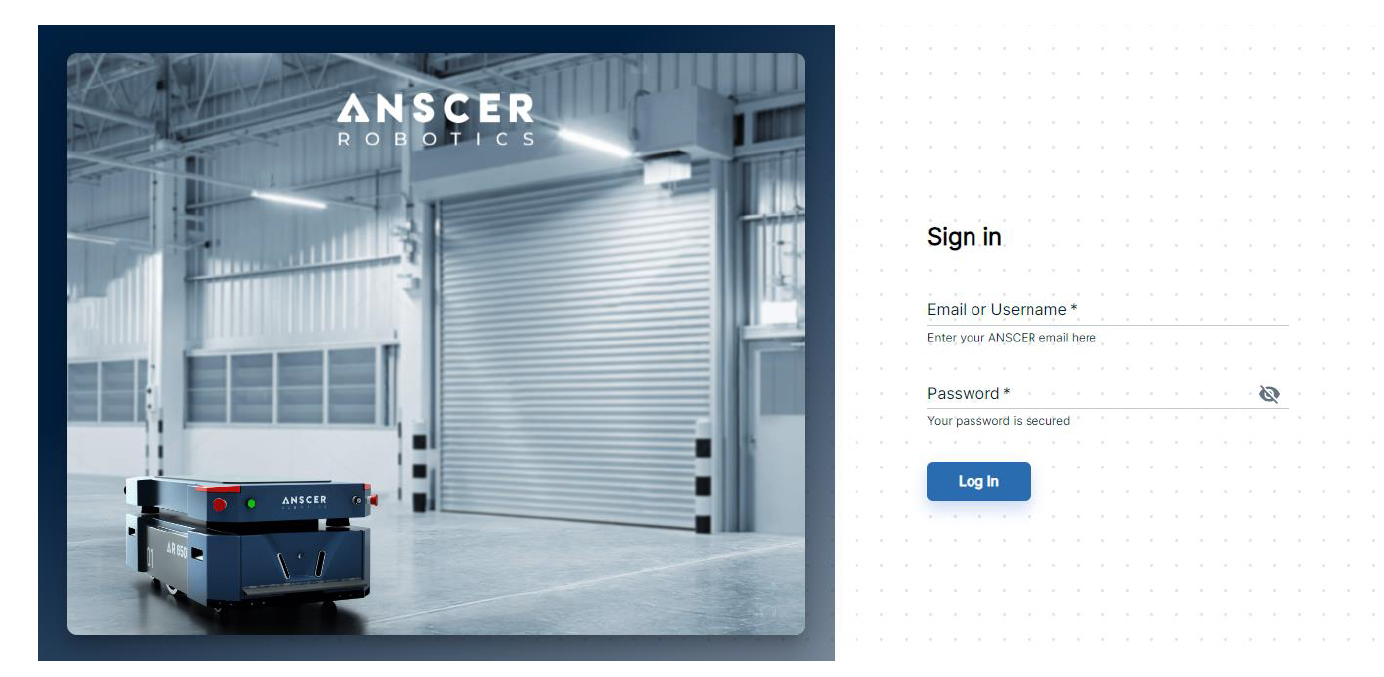 ANSCER
ROBOTICS
Sign in
Email or Username *
Enter your ANSCER email here
Password *
Your password is secured
Log In
ANSCER
AR 650
01